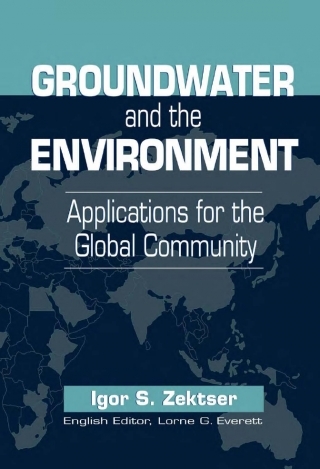 GROUNDWATER
and the
ENVIRONMENT
Applications for the
Global Community
Igor S. Zektser
English Editor, Lorne G. Everett